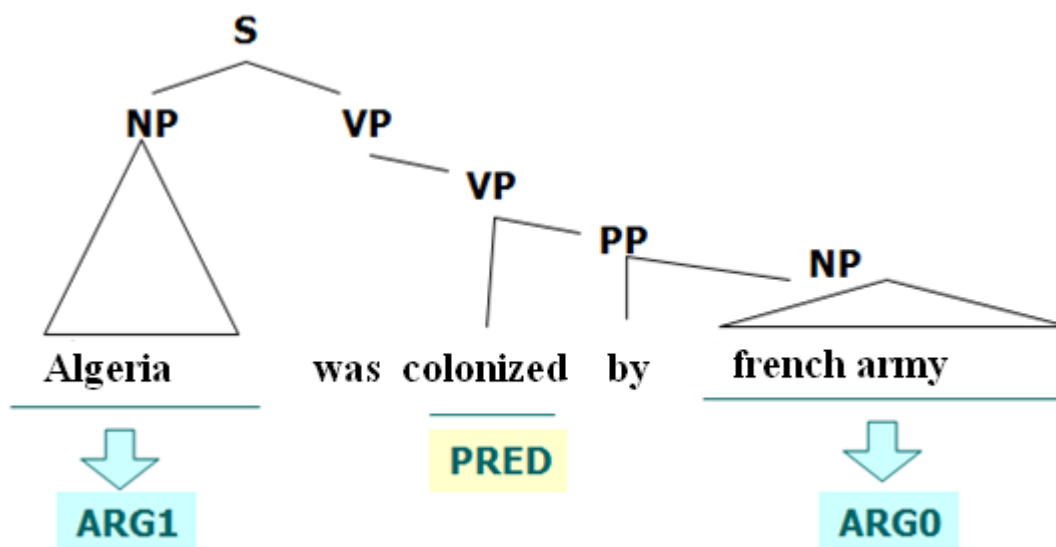 S
NP VP
VP
PP
NP
Algeria was colonized by french army
PRED
ARG1 ARG0